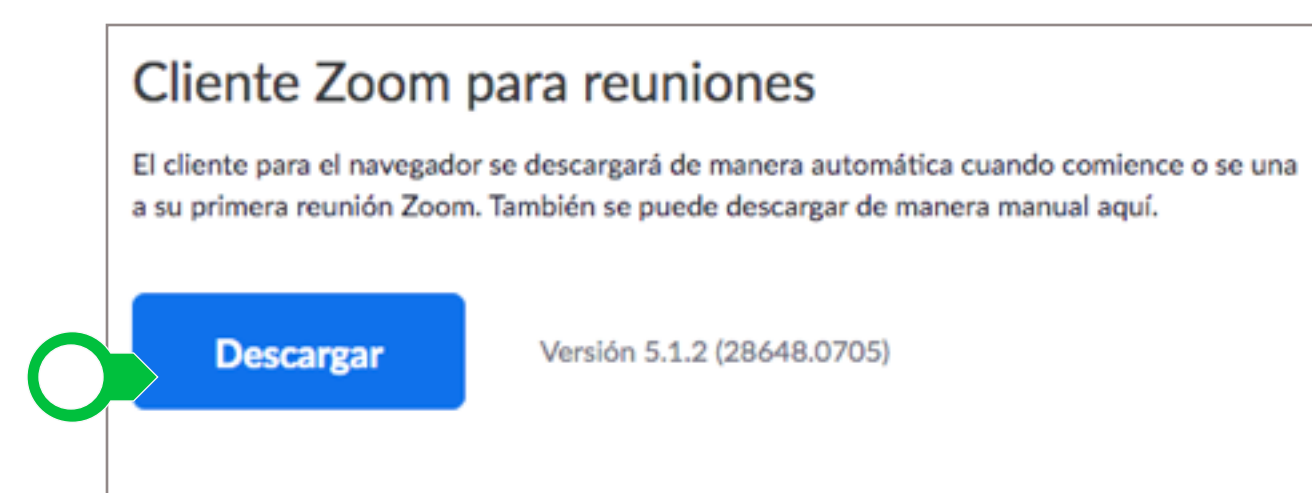 Cliente Zoom para reuniones
El cliente para el navegador se descargará de manera automática cuando comience o se una
a su primera reunión Zoom. También se puede descargar de manera manual aquí.
Descargar
Versión 5.1.2 (28648.0705)